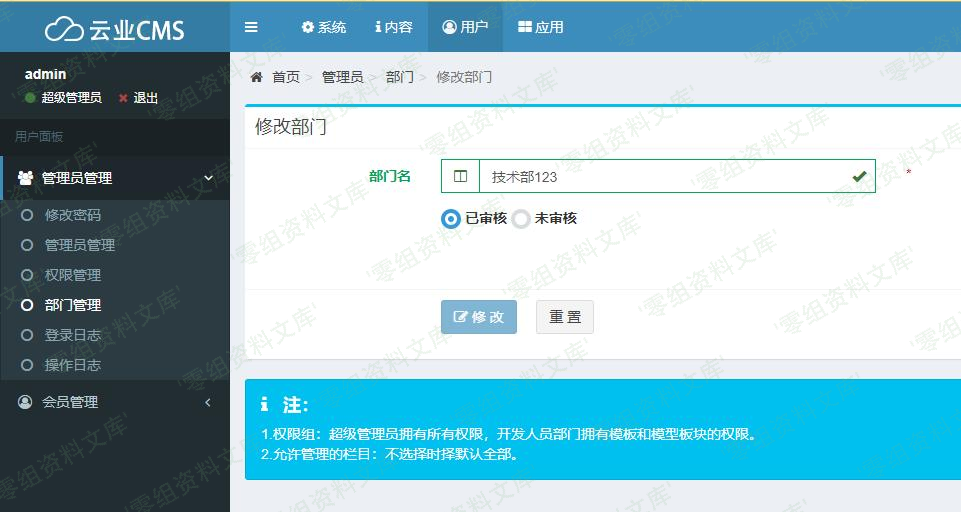 云业CMS
系统 内容 用户 应用
admin
超级管理员 退出
用户面板
管理员管理
修改密码
管理员管理
权限管理
部门管理
登录日志
操作日志
会员管理
首页 > 管理员 > 部门 > 修改部门
修改部门
部门名 技术部123 *
已审核 未审核
修 改 重 置
注：
1.权限组：超级管理员拥有所有权限，开发人员部门拥有模板和模型板块的权限。
2.允许管理的栏目：不选择时择默认全部。
'零组资料文库'